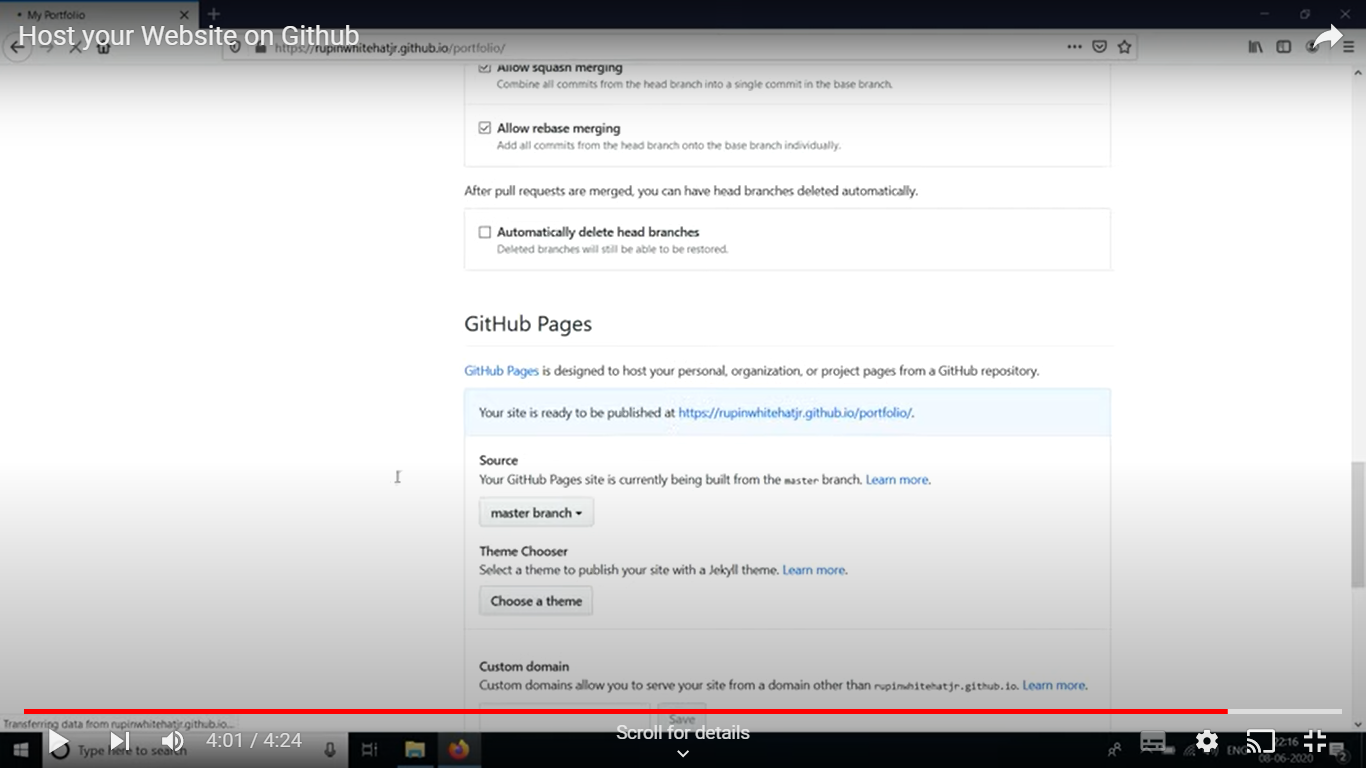 My Portfolio
Host your Website on Github
https://rupinwhitehatjr.github.io/portfolio/
Allow squash merging
Combine all commits from the head branch into a single commit in the base branch.
Allow rebase merging
Add all commits from the head branch onto the base branch individually.
After pull requests are merged, you can have head branches deleted automatically.
Automatically delete head branches
Deleted branches will still be able to be restored.
GitHub Pages
GitHub Pages is designed to host your personal, organization, or project pages from a GitHub repository.
Your site is ready to be published at https://rupinwhitehatjr.github.io/portfolio/.
Source
Your GitHub Pages site is currently being built from the master branch. Learn more.
master branch
Theme Chooser
Select a theme to publish your site with a Jekyll theme. Learn more.
Choose a theme
Custom domain
Custom domains allow you to serve your site from a domain other than rupinwhitehatjr.github.io. Learn more.
Save
Transferring data from rupinwhitehatjr.github.io...
Scroll for details
4:01 / 4:24
Type here to search
ENG
22:16
08-06-2020
2